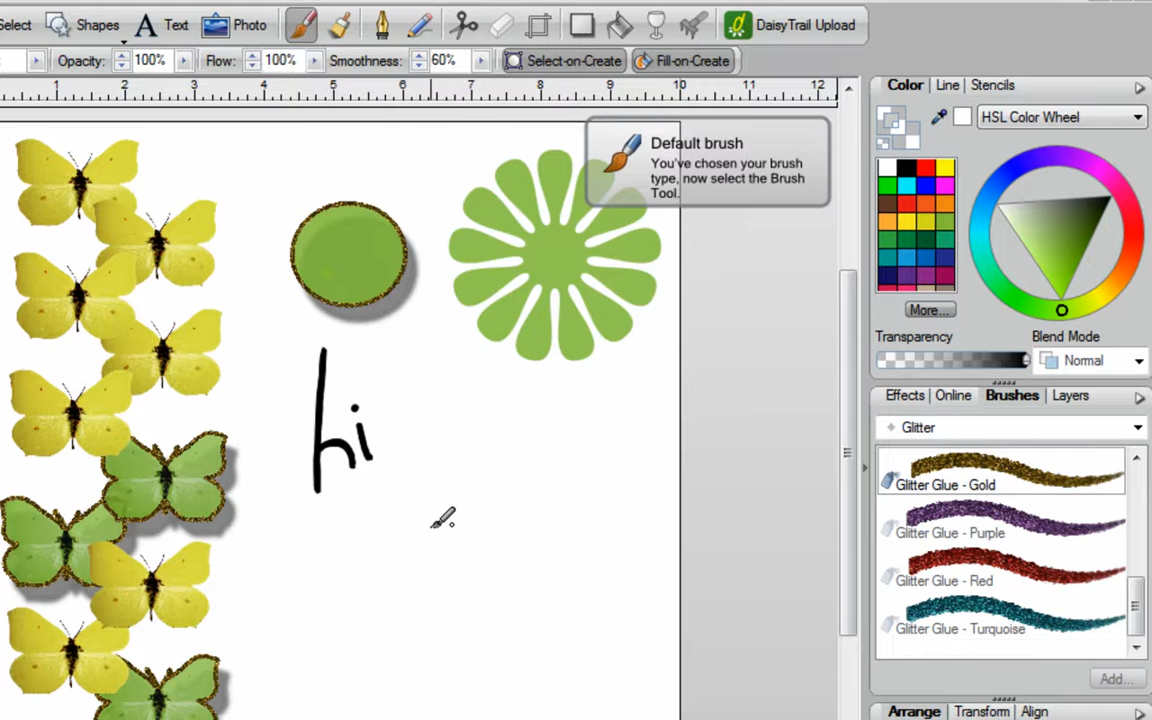 Select Shapes Text Photo DaisyTrail Upload
Opacity: 100% Flow: 100% Smoothness: 60% Select-on-Create Fill-on-Create
1 2 3 4 5 6 7 8 9 10 11 12
Default brush
You've chosen your brush
type, now select the Brush
Tool.
hi
Color Line Stencils
HSL Color Wheel
More...
Transparency Blend Mode
Normal
Effects Online Brushes Layers
Glitter
Glitter Glue - Gold
Glitter Glue - Purple
Glitter Glue - Red
Glitter Glue - Turquoise
Add...
Arrange Transform Align